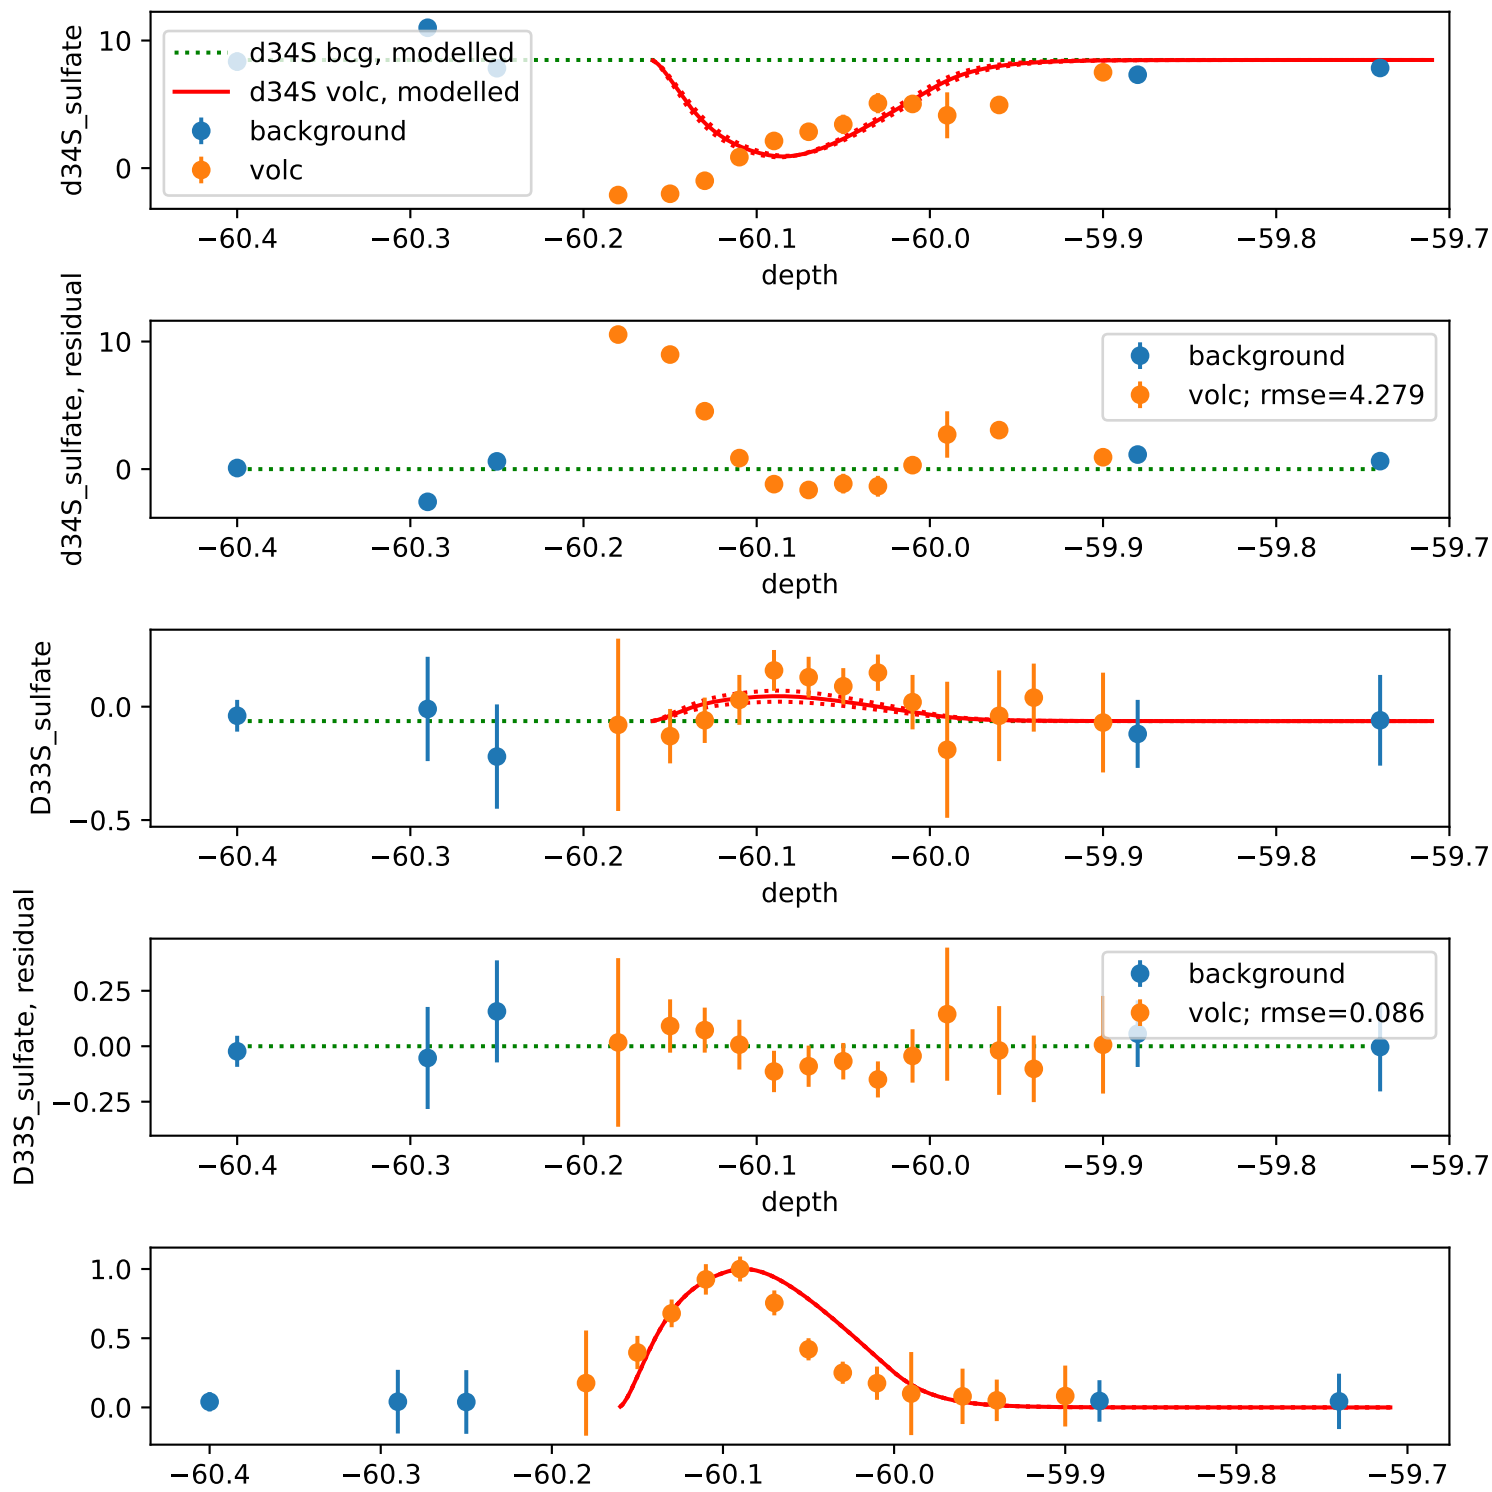 d34S_sulfate
10
0
d34S bcg, modelled
d34S volc, modelled
background
volc
−60.4 −60.3 −60.2 −60.1 −60.0 −59.9 −59.8 −59.7
depth
d34S_sulfate, residual
10
0
background
volc; rmse=4.279
−60.4 −60.3 −60.2 −60.1 −60.0 −59.9 −59.8 −59.7
depth
D33S_sulfate
0.0
−0.5
−60.4 −60.3 −60.2 −60.1 −60.0 −59.9 −59.8 −59.7
depth
D33S_sulfate, residual
0.25
0.00
−0.25
background
volc; rmse=0.086
−60.4 −60.3 −60.2 −60.1 −60.0 −59.9 −59.8 −59.7
depth
1.0
0.5
0.0
−60.4 −60.3 −60.2 −60.1 −60.0 −59.9 −59.8 −59.7